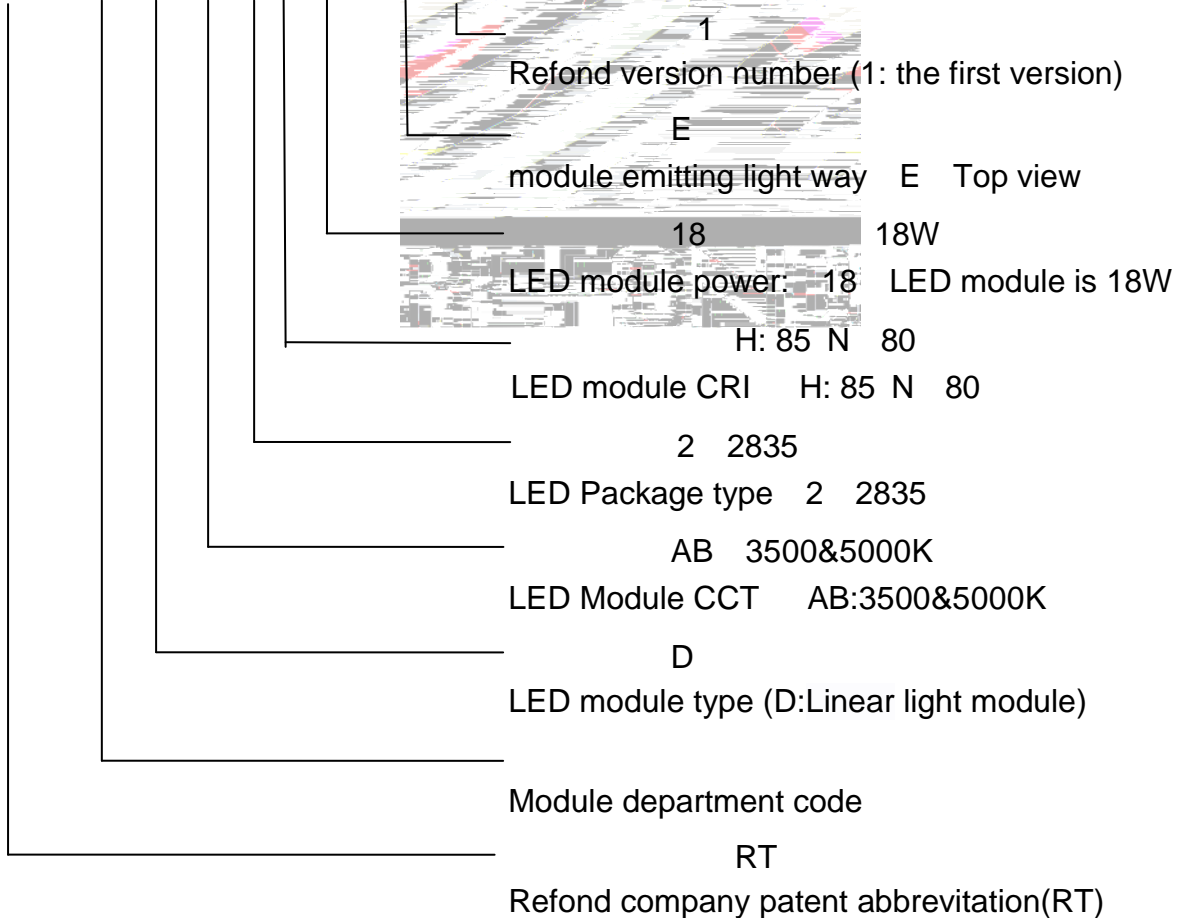 1
Refond version number (1: the first version)
E
module emitting light way E Top view
18 18W
LED module power: 18 LED module is 18W
H: 85 N 80
LED module CRI H: 85 N 80
2 2835
LED Package type 2 2835
AB 3500&5000K
LED Module CCT AB:3500&5000K
D
LED module type (D:Linear light module)
Module department code
RT
Refond company patent abbrevitation(RT)